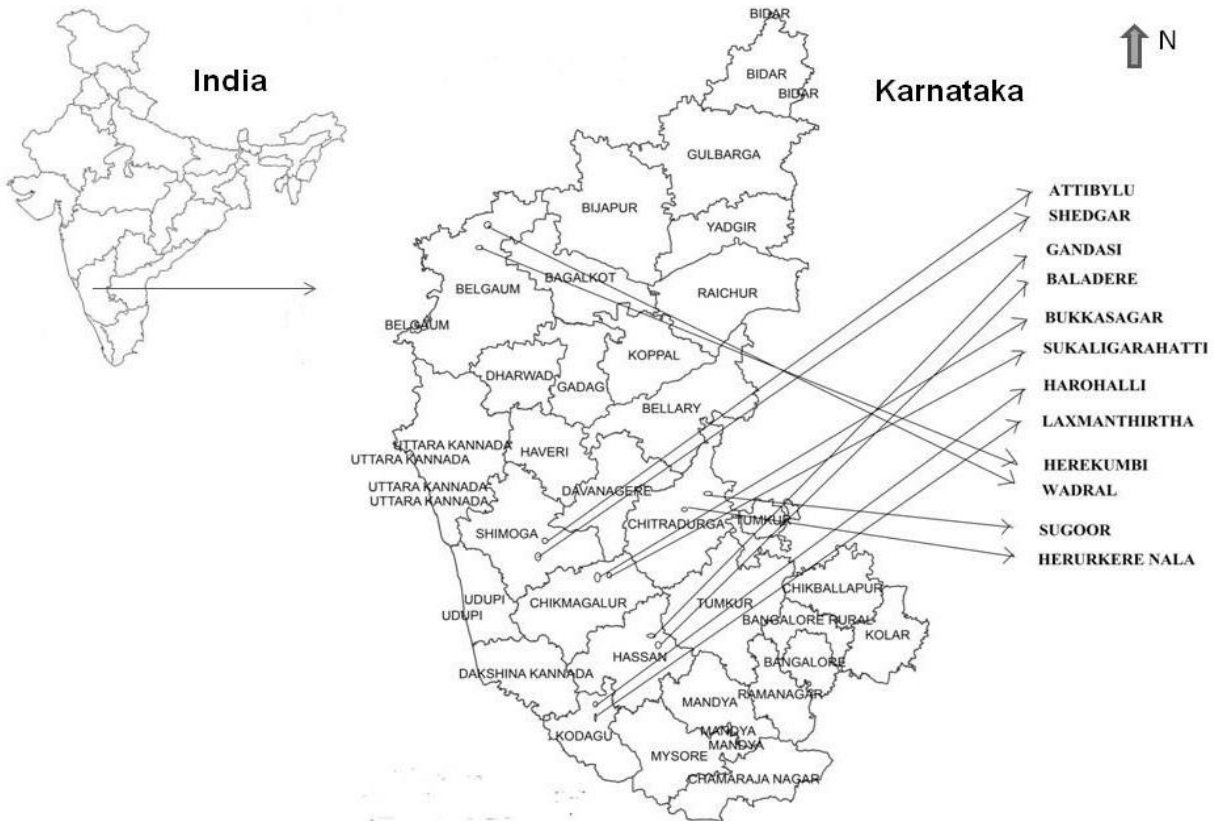 India
Karnataka
N
BIDAR
BIDAR
BIDAR
GULBARGA
BIJAPUR
YADGIR
BAGALKOT
BELGAUM
RAICHUR
BELGAUM
KOPPAL
DHARWAD
GADAG
BELLARY
UTTARA KANNADA
HAVERI
UTTARA KANNADA
UTTARA KANNADA
DAVANAGERE
UTTARA KANNADA
SHIMOGA
CHITRADURGA
TUMKUR
CHIKBALLAPUR
UDUPI
CHIKMAGALUR
TUMKUR
UDUPI
BANGALORE RURAL
KOLAR
HASSAN
BANGALORE
DAKSHINA KANNADA
RAMANAGAR
MANDYA
KODAGU
MANDYA
MANDYA
MYSORE
CHAMARAJA NAGAR
ATTIBYLU
SHEDGAR
GANDASI
BALADERE
BUKKASAGAR
SUKALIGARAHATTI
HAROHALLI
LAXMANTHIRTHA
HEREKUMBI
WADRAL
SUGOOR
HERURKERE NALA